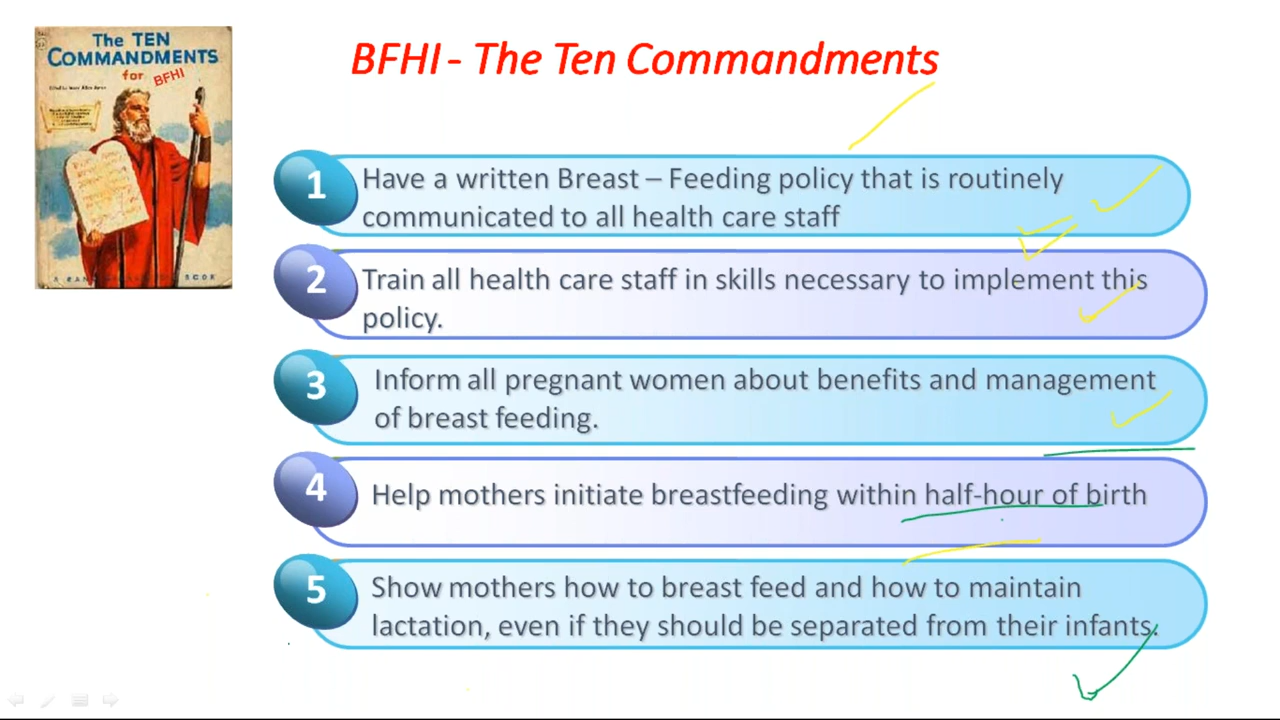 The TEN
COMMANDMENTS
for BFHI
BFHI - The Ten Commandments
1
Have a written Breast – Feeding policy that is routinely
communicated to all health care staff
2
Train all health care staff in skills necessary to implement this
policy.
3
Inform all pregnant women about benefits and management
of breast feeding.
4
Help mothers initiate breastfeeding within half-hour of birth
5
Show mothers how to breast feed and how to maintain
lactation, even if they should be separated from their infants.